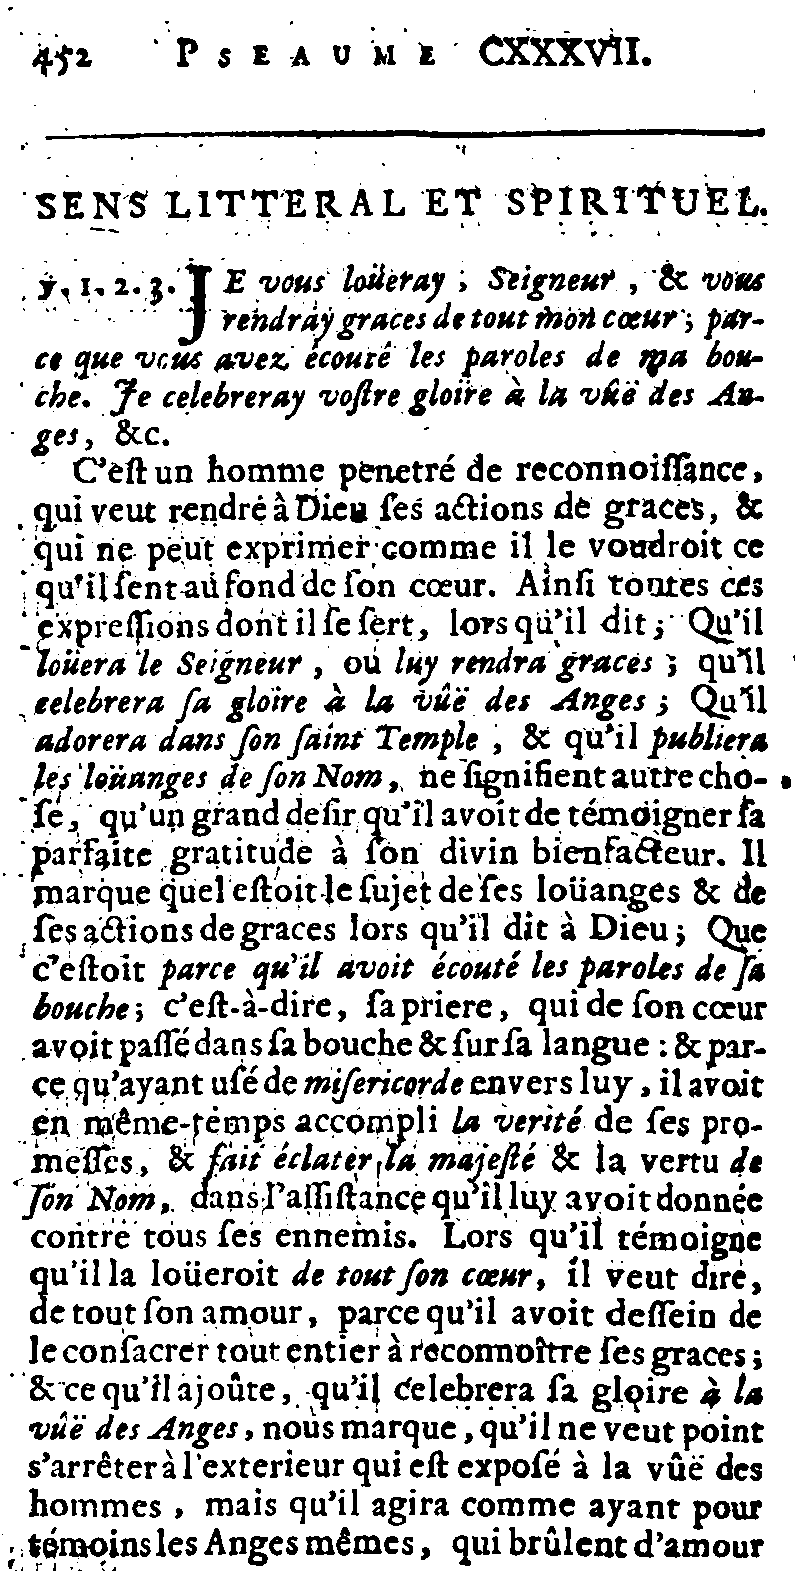 452 PSEAUME CXXXVII.
SENS LITTERAL ET SPIRITUEL.
℣. 1. 2. 3. JE vous loüeray, Seigneur, & vous
rendray graces de tout mon cœur; par-
ce que vous avez écouté les paroles de ma bou-
che. Je celebreray voſtre gloire à la vûë des An-
ges, &c.
C'eſt un homme penetré de reconnoiſſance,
qui veut rendre à Dieu ſes actions de graces, &
qui ne peut exprimer comme il le voudroit ce
qu'il ſent au fond de ſon cœur. Ainſi toutes ces
expreſſions dont il ſe ſert, lors qu'il dit; Qu'il
loüera le Seigneur, ou luy rendra graces; qu'il
celebrera ſa gloire à la vûë des Anges; Qu'il
adorera dans ſon ſaint Temple, & qu'il publiera
les loüanges de ſon Nom, ne ſignifient autre cho-
ſe, qu'un grand deſir qu'il avoit de témoigner ſa
parfaite gratitude à ſon divin bienfacteur. Il
marque quel eſtoit le ſujet de ſes loüanges & de
ſes actions de graces lors qu'il dit à Dieu; Que
c'eſtoit parce qu'il avoit écouté les paroles de ſa
bouche; c'eſt-à-dire, ſa priere, qui de ſon cœur
avoit paſſé dans ſa bouche & ſur ſa langue: & par-
ce qu'ayant uſé de miſericorde envers luy, il avoit
en même-temps accompli la verité de ſes pro-
meſſes, & fait éclater la majeſté & la vertu de
ſon Nom, dans l'aſſiſtance qu'il luy avoit donnée
contre tous ſes ennemis. Lors qu'il témoigne
qu'il la loüeroit de tout ſon cœur, il veut dire,
de tout ſon amour, parce qu'il avoit deſſein de
le conſacrer tout entier à reconnoître ſes graces;
& ce qu'il ajoûte, qu'il celebrera ſa gloire à la
vûë des Anges, nous marque, qu'il ne veut point
s'arrêter à l'exterieur qui eſt expoſé à la vûë des
hommes, mais qu'il agira comme ayant pour
témoins les Anges mêmes, qui brûlent d'amour